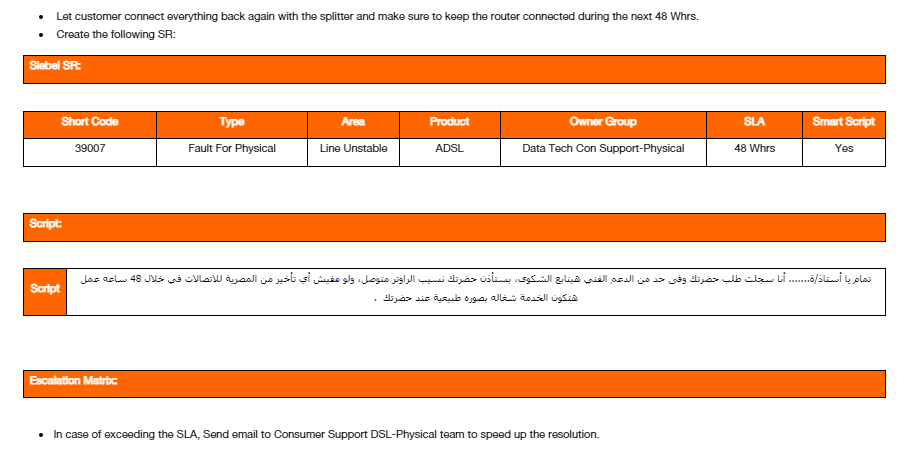 • Let customer connect everything back again with the splitter and make sure to keep the router connected during the next 48 Whrs.
• Create the following SR:
Siebel SR:
Short Code Type Area Product Owner Group SLA Smart Script
39007 Fault For Physical Line Unstable ADSL Data Tech Con Support-Physical 48 Whrs Yes
Script:
Script
تمام يا أستاذ/ة....... أنا سجلت طلب حضرتك وفى حد من الدعم الفني هيتابع الشكوى، بستأذن حضرتك نسيب الراوتر متوصل، ولو مفيش أي تأخير من المصرية للاتصالات في خلال 48 ساعه عمل
هتكون الخدمة شغاله بصوره طبيعية عند حضرتك .
Escalation Matrix:
• In case of exceeding the SLA, Send email to Consumer Support DSL-Physical team to speed up the resolution.